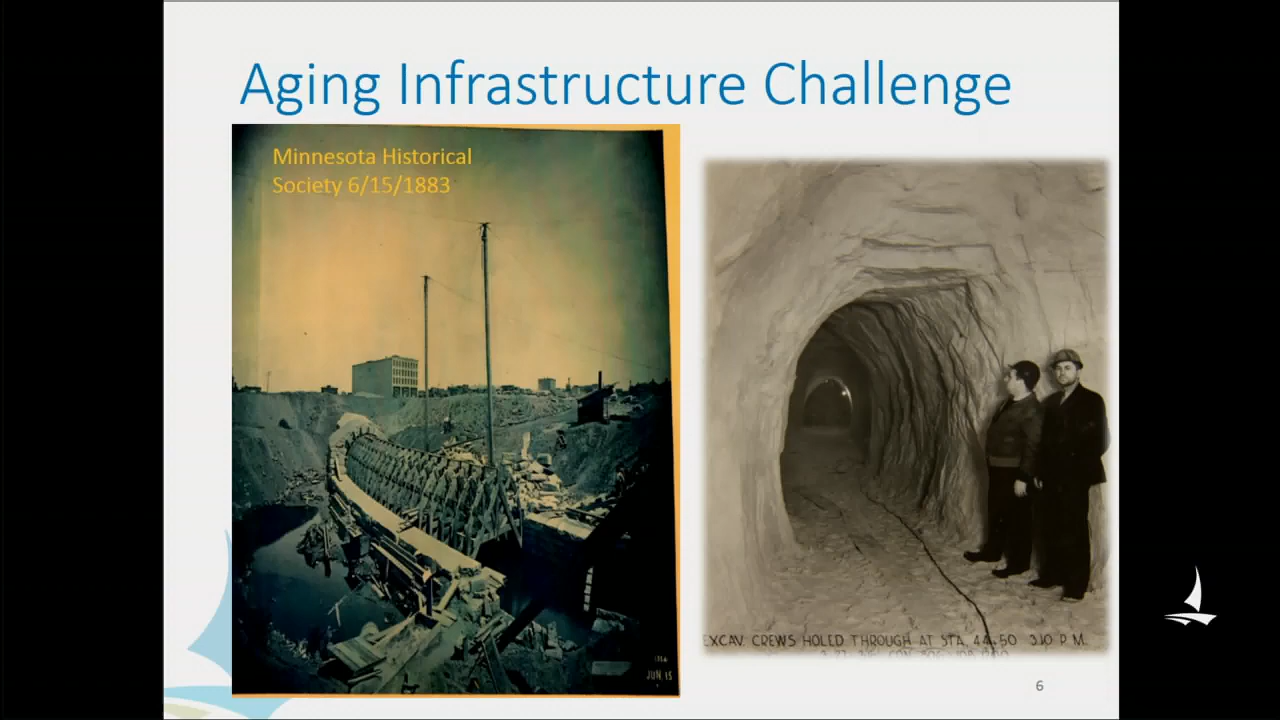 Aging Infrastructure Challenge
Minnesota Historical
Society 6/15/1883
JUN. 15
EXCAV. CREWS HOLED THROUGH AT STA. 44+50 3:10 P.M.
6